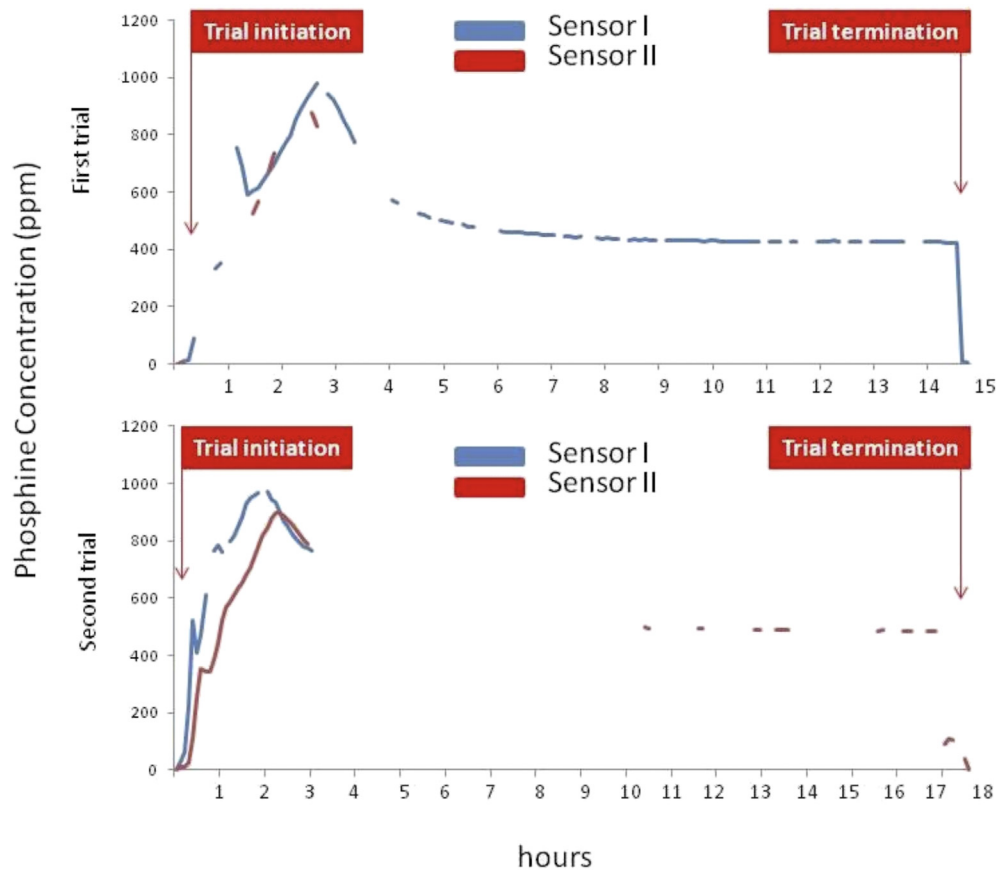 Phosphine Concentration (ppm)
First trial
1200
1000
800
600
400
200
0
Trial initiation
Sensor I
Sensor II
Trial termination
1 2 3 4 5 6 7 8 9 10 11 12 13 14 15
Second trial
1200
1000
800
600
400
200
0
Trial initiation
Sensor I
Sensor II
Trial termination
1 2 3 4 5 6 7 8 9 10 11 12 13 14 15 16 17 18
hours